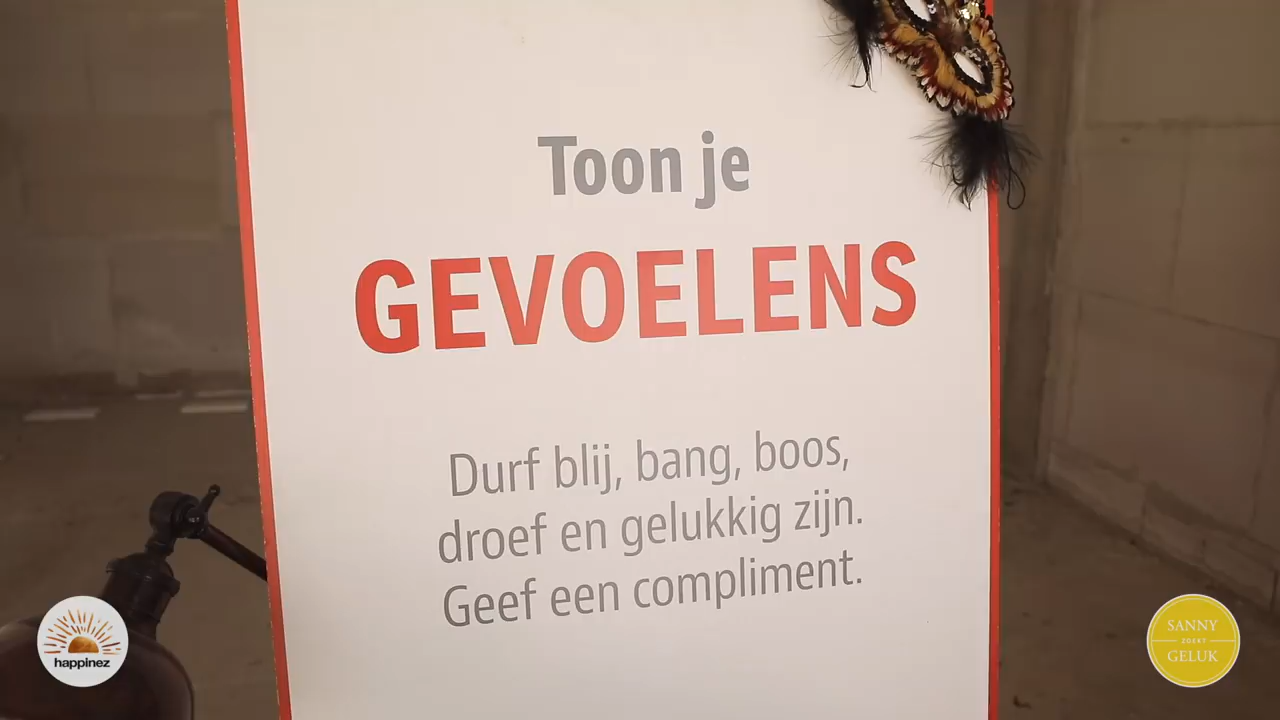 Toon je
GEVOELENS
Durf blij, bang, boos,
droef en gelukkig zijn.
Geef een compliment.
happinez
SANNY
ZOEKT
GELUK